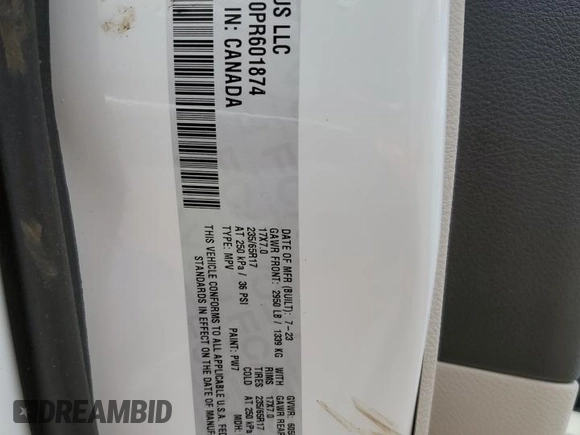 US LLC
0PR601874
IN: CANADA
DATE OF MFR (BUILT): 7-23 GVWR: 605
GAWR FRONT: 2950 LB / 1339 KG WITH GAWR REAR
17X7.0 RIMS 17X7.0
235/65R17 TIRES 235/65R17
AT 250 kPa / 36 PSI COLD AT 250
TYPE: MPV PAINT: PW7 MDH:
THIS VEHICLE CONFORMS TO ALL APPLICABLE U.S.A. FED
STANDARDS IN EFFECT ON THE DATE OF MANUF
DREAMBID